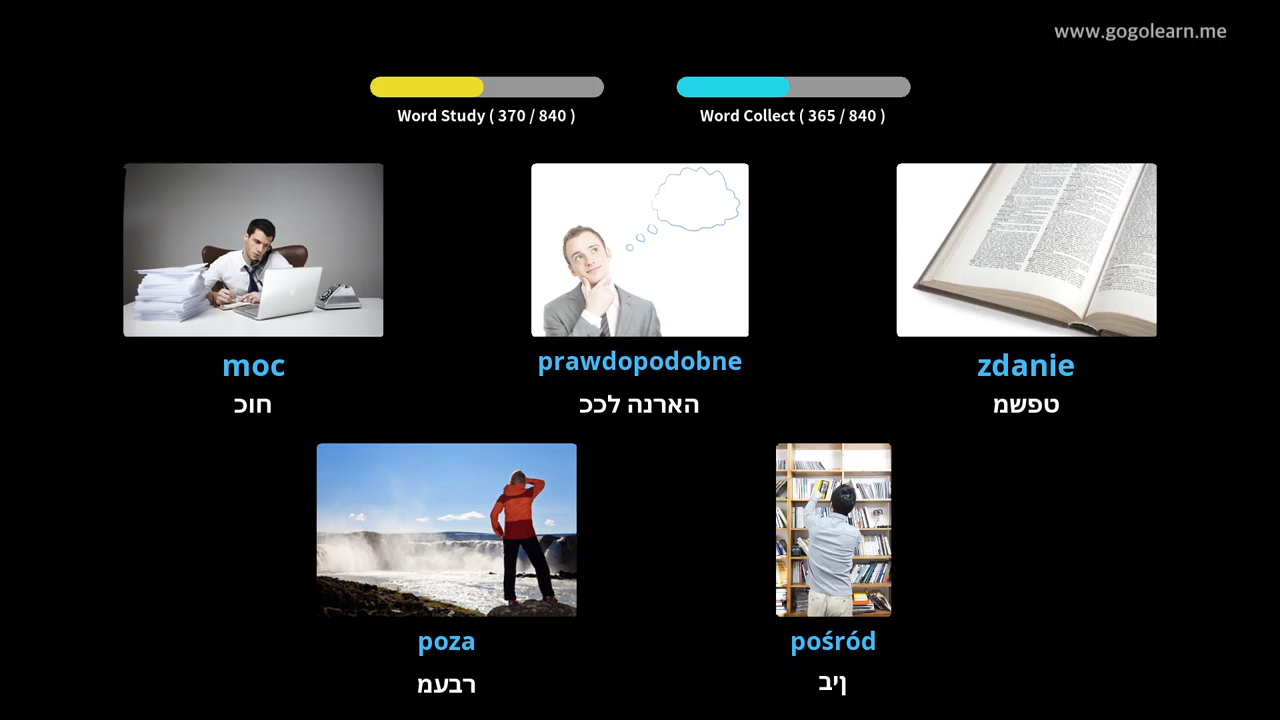 www.gogolearn.me
Word Study ( 370 / 840 )
Word Collect ( 365 / 840 )
moc
כוח
prawdopodobne
ככל הנראה
zdanie
משפט
poza
מעבר
pośród
בין